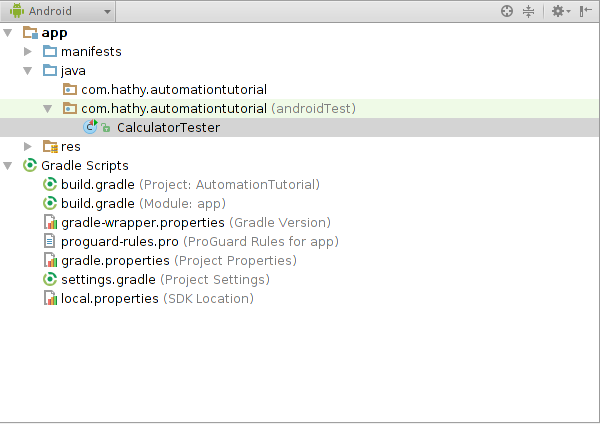 Android
app
manifests
java
com.hathy.automationtutorial
com.hathy.automationtutorial (androidTest)
C CalculatorTester
res
Gradle Scripts
build.gradle (Project: AutomationTutorial)
build.gradle (Module: app)
gradle-wrapper.properties (Gradle Version)
proguard-rules.pro (ProGuard Rules for app)
gradle.properties (Project Properties)
settings.gradle (Project Settings)
local.properties (SDK Location)